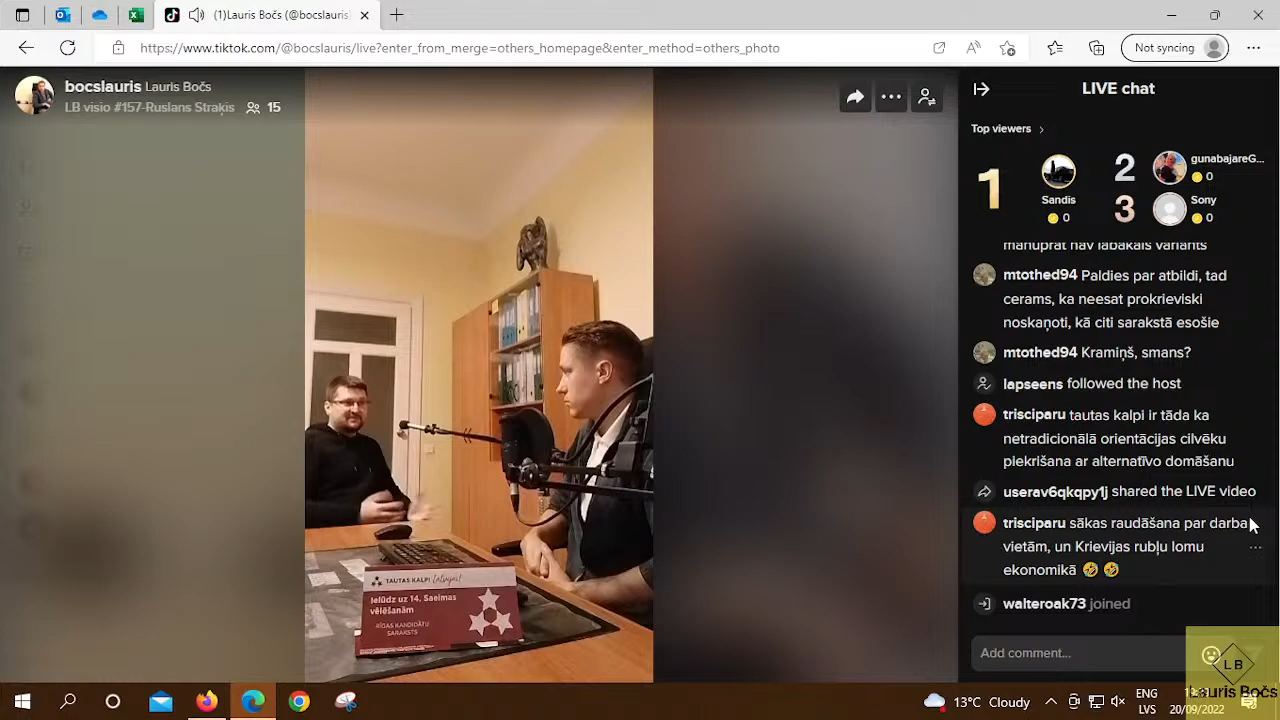 (1)Lauris Bočs (@bocslauris
https://www.tiktok.com/@bocslauris/live?enter_from_merge=others_homepage&enter_method=others_photo
Not syncing
bocslauris Lauris Bočs
LB visio #157-Ruslans Straķis 15
LIVE chat
Top viewers
1
Sandis
0
2
gunabajareG...
0
3
Sony
0
manuprāt nav labākais variants
mtothed94 Paldies par atbildi, tad
cerams, ka neesat prokrieviski
noskaņoti, kā citi sarakstā esošie
mtothed94 Kramiņš, smans?
lapseens followed the host
trisciparu tautas kalpi ir tāda ka
netradicionālā orientācijas cilvēku
piekrišana ar alternatīvo domāšanu
userav6qkqpy1j shared the LIVE video
trisciparu sākas raudāšana par darba
vietām, un Krievijas rubļu lomu
ekonomikā 🤣 🤣
walteroak73 joined
Add comment...
TAUTAS KALPI Latvijai!
Ielūdz uz 14. Saeimas
vēlēšanām
RĪGAS KANDIDĀTU
SARAKSTS
L B
Lauris Bočs
13°C Cloudy
ENG
LVS
20/09/2022